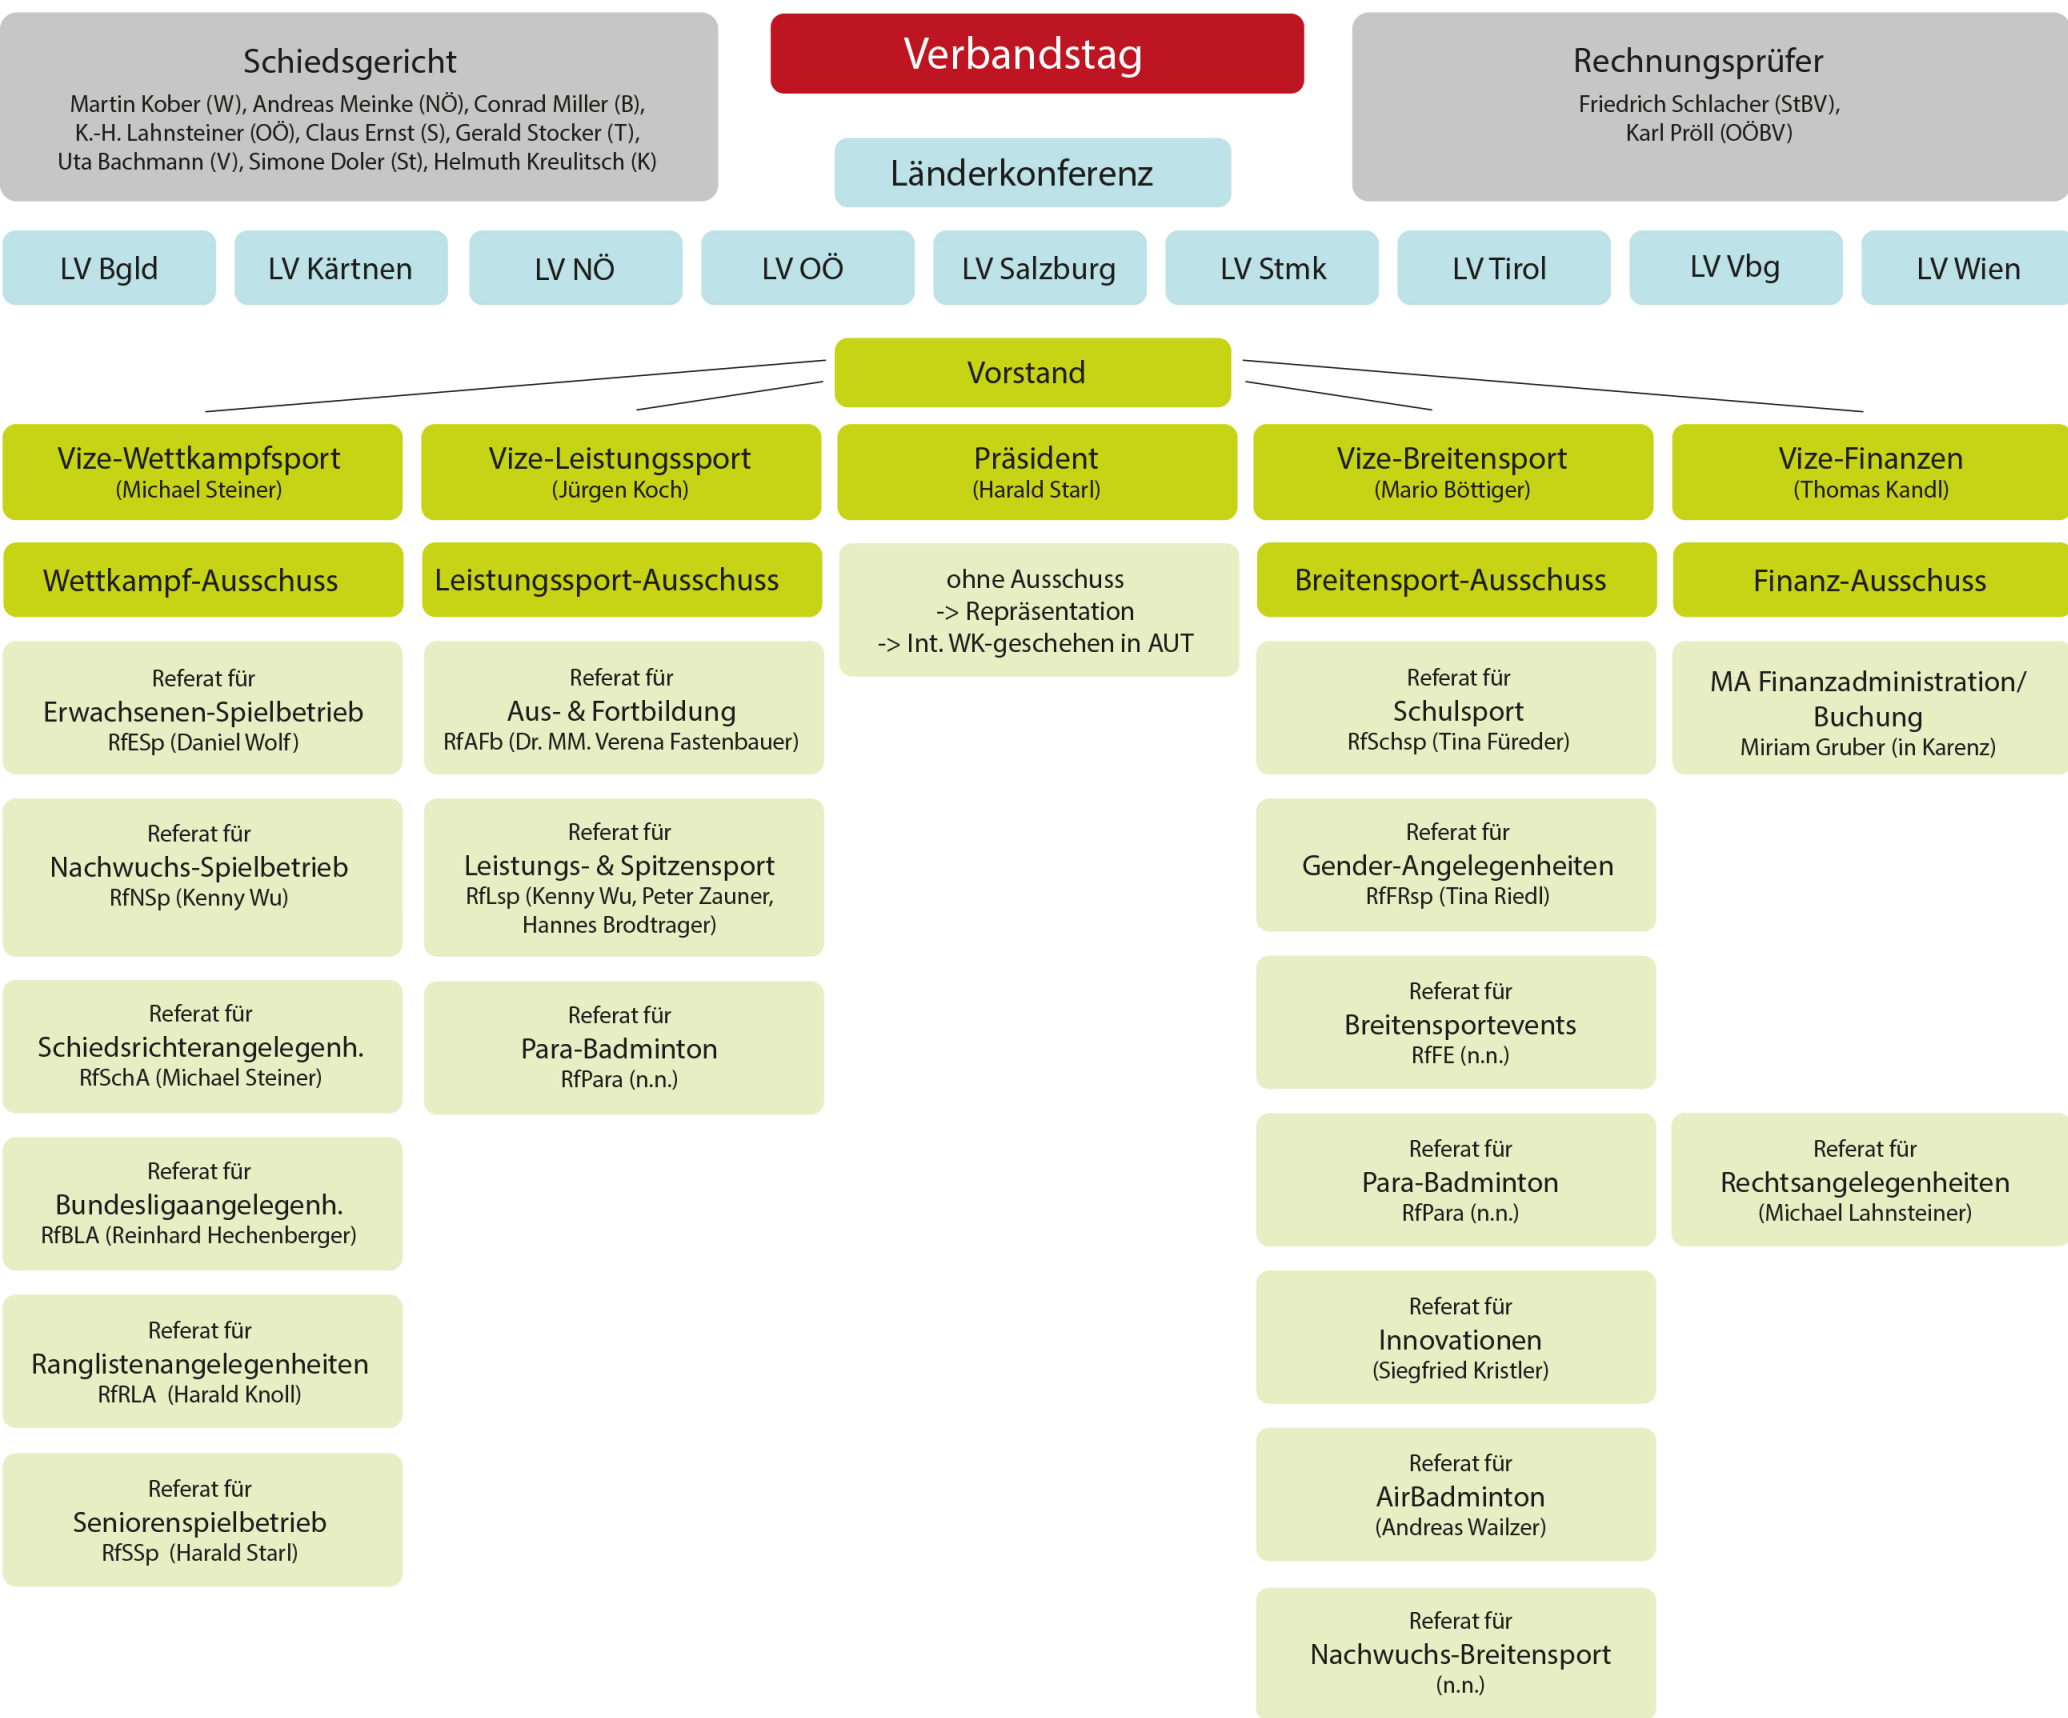 Schiedsgericht
Martin Kober (W), Andreas Meinke (NÖ), Conrad Miller (B),
K.-H. Lahnsteiner (OÖ), Claus Ernst (S), Gerald Stocker (T),
Uta Bachmann (V), Simone Doler (St), Helmuth Kreulitsch (K)
Verbandstag
Länderkonferenz
Rechnungsprüfer
Friedrich Schlacher (StBV),
Karl Pröll (OÖBV)
LV Bgld
LV Kärtnen
LV NÖ
LV OÖ
LV Salzburg
LV Stmk
LV Tirol
LV Vbg
LV Wien
Vorstand
Vize-Wettkampfsport
(Michael Steiner)
Vize-Leistungssport
(Jürgen Koch)
Präsident
(Harald Starl)
Vize-Breitensport
(Mario Böttiger)
Vize-Finanzen
(Thomas Kandl)
Wettkampf-Ausschuss
Referat für
Erwachsenen-Spielbetrieb
RfESp (Daniel Wolf)
Referat für
Nachwuchs-Spielbetrieb
RfNSp (Kenny Wu)
Referat für
Schiedsrichterangelegenh.
RfSchA (Michael Steiner)
Referat für
Bundesligaangelegenh.
RfBLA (Reinhard Hechenberger)
Referat für
Ranglistenangelegenheiten
RfRLA (Harald Knoll)
Referat für
Seniorenspielbetrieb
RfSSp (Harald Starl)
Leistungssport-Ausschuss
Referat für
Aus- & Fortbildung
RfAFb (Dr. MM. Verena Fastenbauer)
Referat für
Leistungs- & Spitzensport
RfLsp (Kenny Wu, Peter Zauner,
Hannes Brodtrager)
Referat für
Para-Badminton
RfPara (n.n.)
ohne Ausschuss
-> Repräsentation
-> Int. WK-geschehen in AUT
Breitensport-Ausschuss
Referat für
Schulsport
RfSchsp (Tina Füreder)
Referat für
Gender-Angelegenheiten
RfFRsp (Tina Riedl)
Referat für
Breitensportevents
RfFE (n.n.)
Referat für
Para-Badminton
RfPara (n.n.)
Referat für
Innovationen
(Siegfried Kristler)
Referat für
AirBadminton
(Andreas Wailzer)
Referat für
Nachwuchs-Breitensport
(n.n.)
Finanz-Ausschuss
MA Finanzadministration/
Buchung
Miriam Gruber (in Karenz)
Referat für
Rechtsangelegenheiten
(Michael Lahnsteiner)